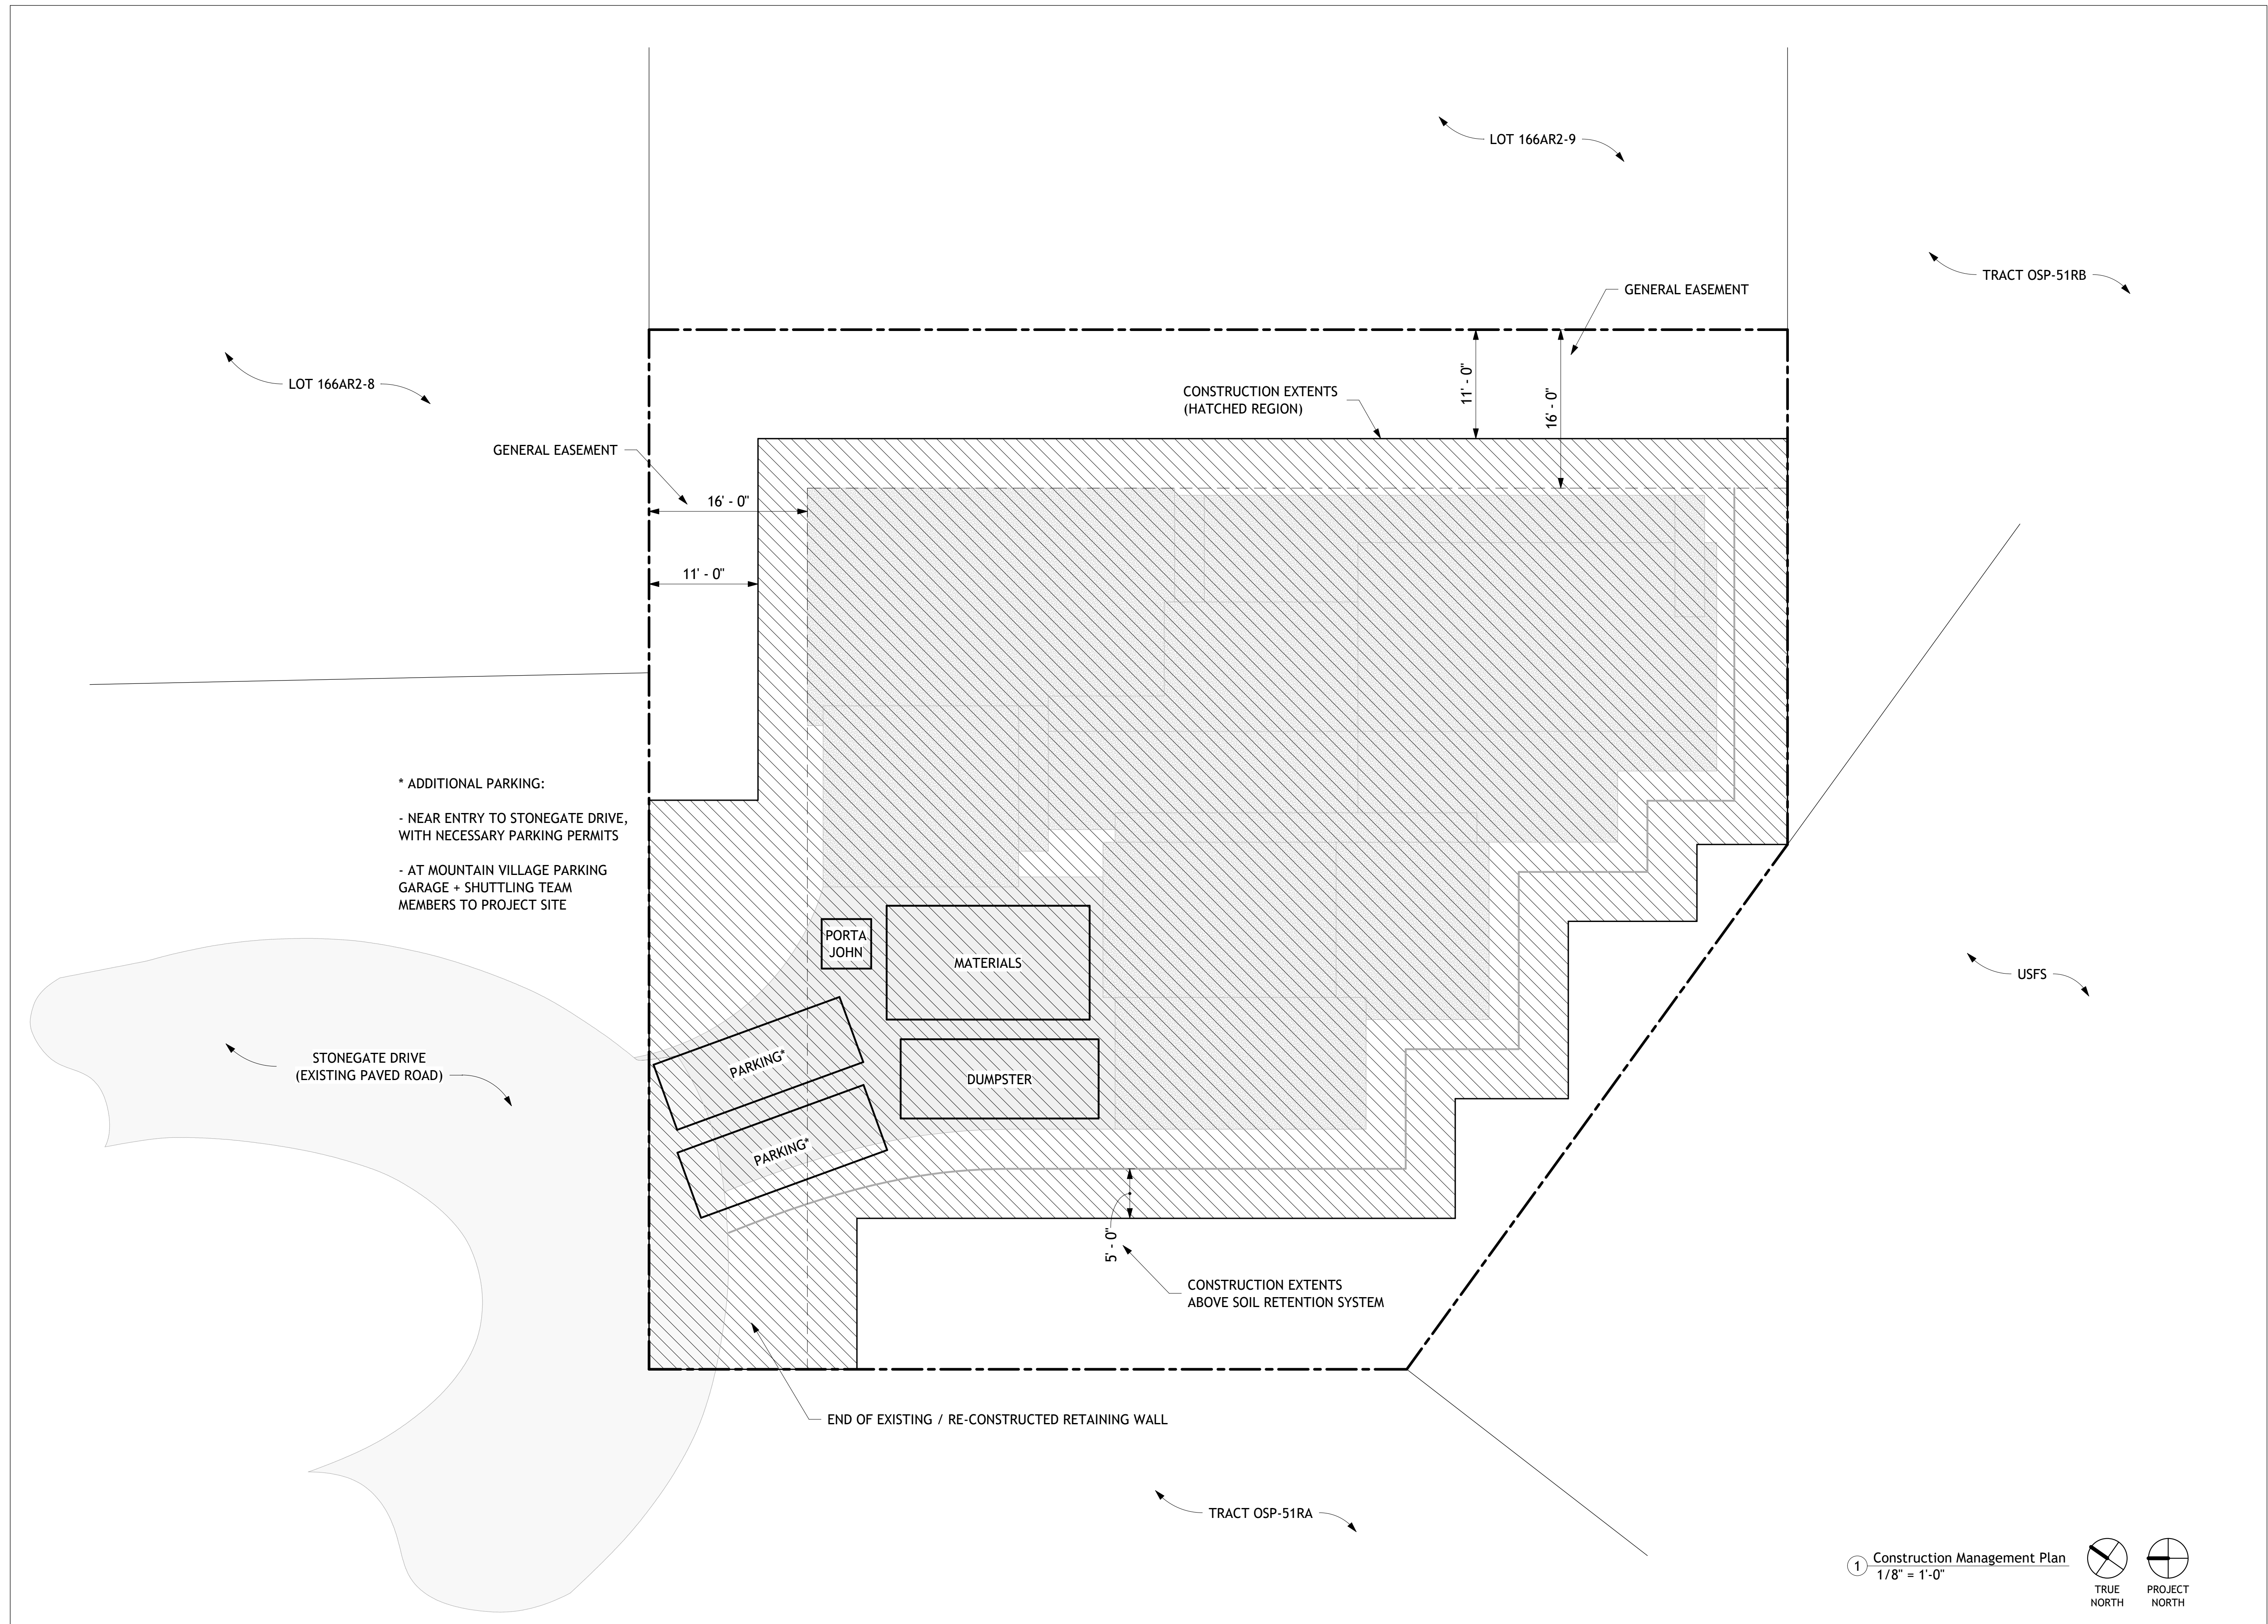 LOT 166AR2-9
TRACT OSP-51RB
GENERAL EASEMENT
LOT 166AR2-8
11' - 0"
16' - 0"
CONSTRUCTION EXTENTS
(HATCHED REGION)
GENERAL EASEMENT
16' - 0"
11' - 0"
* ADDITIONAL PARKING:
- NEAR ENTRY TO STONEGATE DRIVE,
WITH NECESSARY PARKING PERMITS
- AT MOUNTAIN VILLAGE PARKING
GARAGE + SHUTTLING TEAM
MEMBERS TO PROJECT SITE
PORTA
JOHN
MATERIALS
USFS
STONEGATE DRIVE
(EXISTING PAVED ROAD)
PARKING*
DUMPSTER
PARKING*
5' - 0"
CONSTRUCTION EXTENTS
ABOVE SOIL RETENTION SYSTEM
END OF EXISTING / RE-CONSTRUCTED RETAINING WALL
TRACT OSP-51RA
1
Construction Management Plan
1/8" = 1'-0"
TRUE
NORTH
PROJECT
NORTH